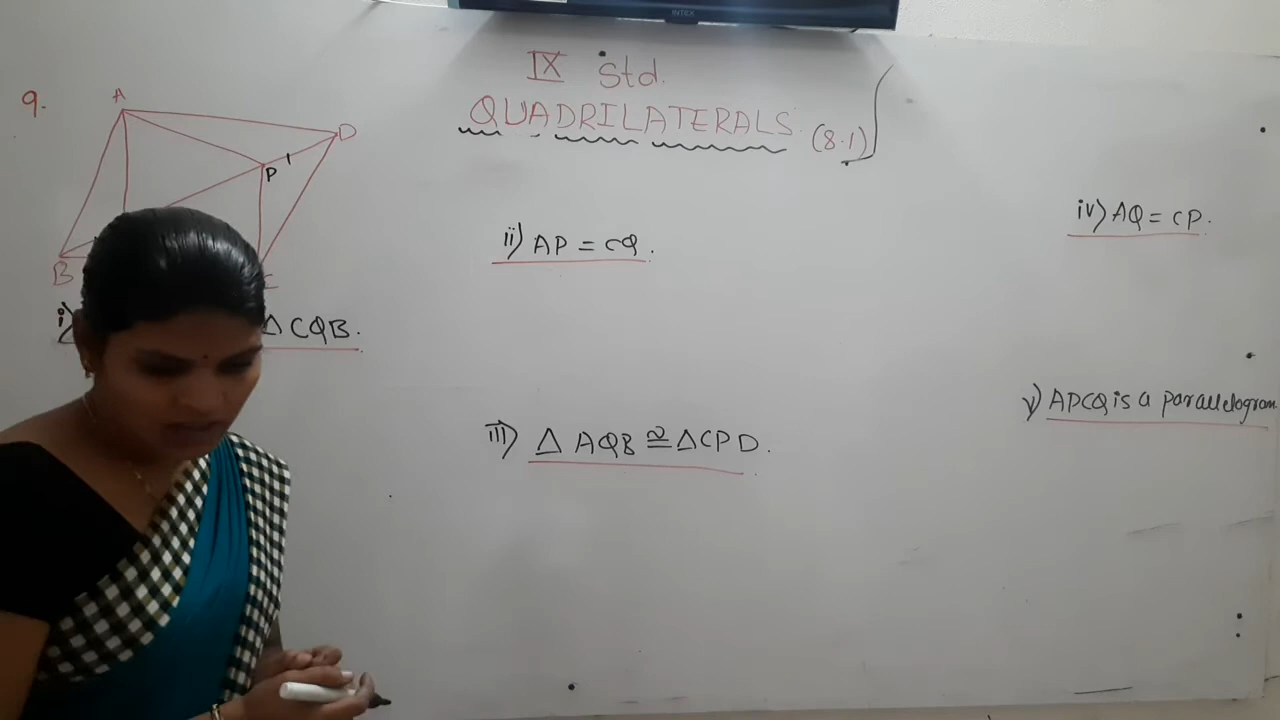 INTEX
IX Std.
QUADRILATERALS. (8.1)
9.
A
D
P
B
i) Δ CQB.
ii) AP = CQ.
iii) Δ AQB ≅ Δ CPD.
iv) AQ = CP.
v) APCQ is a parallelogram